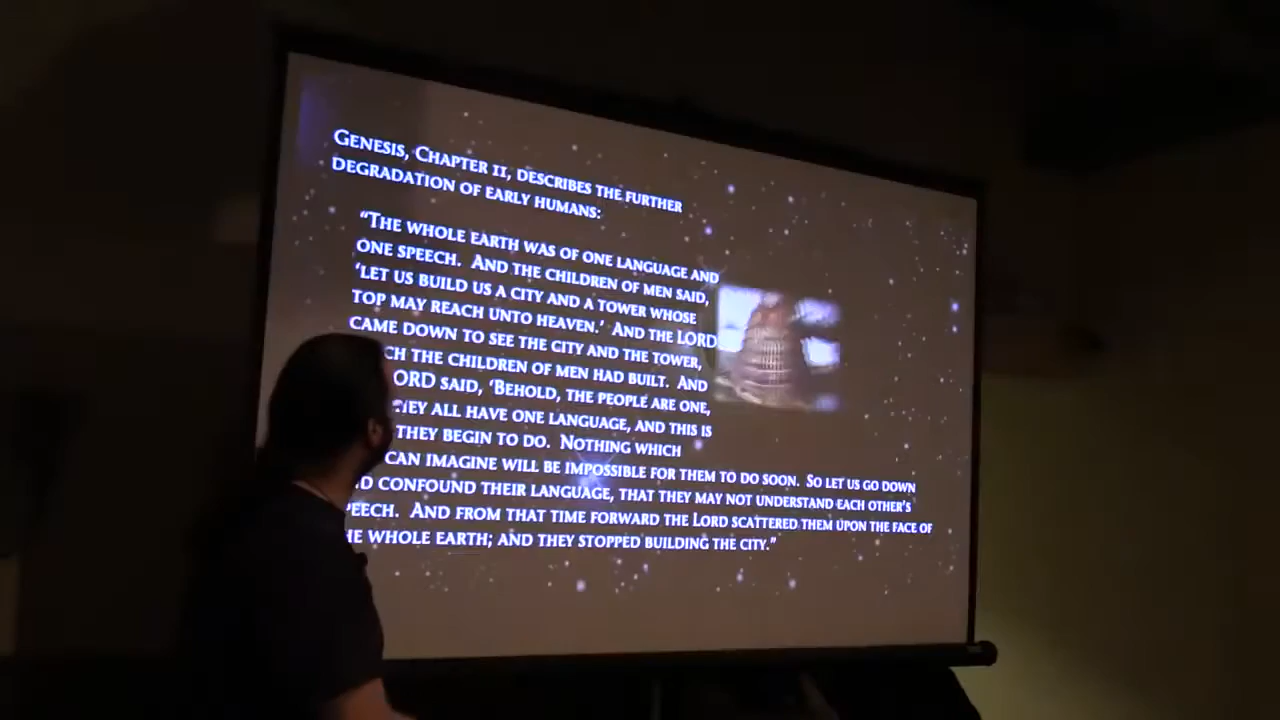 Genesis, Chapter 11, describes the further
degradation of early humans:
“The whole earth was of one language and
one speech. And the children of men said,
‘Let us build us a city and a tower whose
top may reach unto heaven.’ And the LORD
came down to see the city and the tower,
the children of men had built. And
said, ‘Behold, the people are one,
all have one language, and this is
they begin to do. Nothing which
can imagine will be impossible for them to do soon. So let us go down
confound their language, that they may not understand each other’s
And from that time forward the Lord scattered them upon the face of
whole earth; and they stopped building the city.”